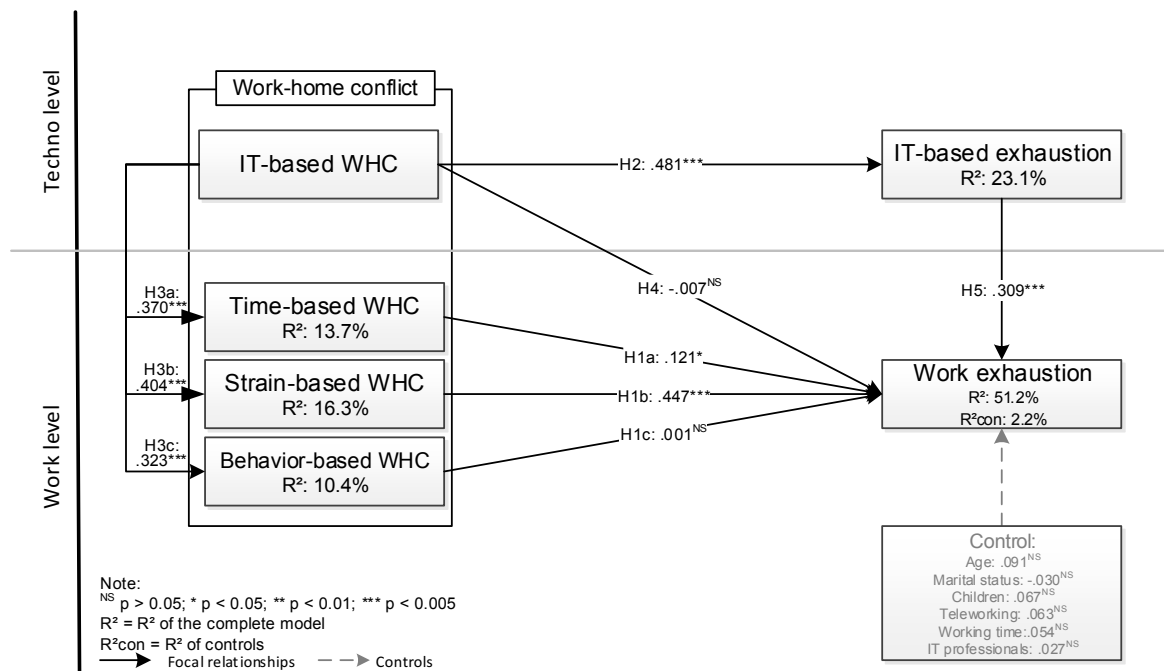 Techno level
Work level
Work-home conflict
IT-based WHC
H2: .481***
IT-based exhaustion
R²: 23.1%
H4: -.007NS
H5: .309***
H3a:
.370***
Time-based WHC
R²: 13.7%
H1a: .121*
H3b:
.404***
Strain-based WHC
R²: 16.3%
H1b: .447***
Work exhaustion
R²: 51.2%
R²con: 2.2%
H3c:
.323***
Behavior-based WHC
R²: 10.4%
H1c: .001NS
Control:
Age: .091NS
Marital status: -.030NS
Children: .067NS
Teleworking: .063NS
Working time:.054NS
IT professionals: .027NS
Note:
NS p > 0.05; * p < 0.05; ** p < 0.01; *** p < 0.005
R² = R² of the complete model
R²con = R² of controls
Focal relationships Controls